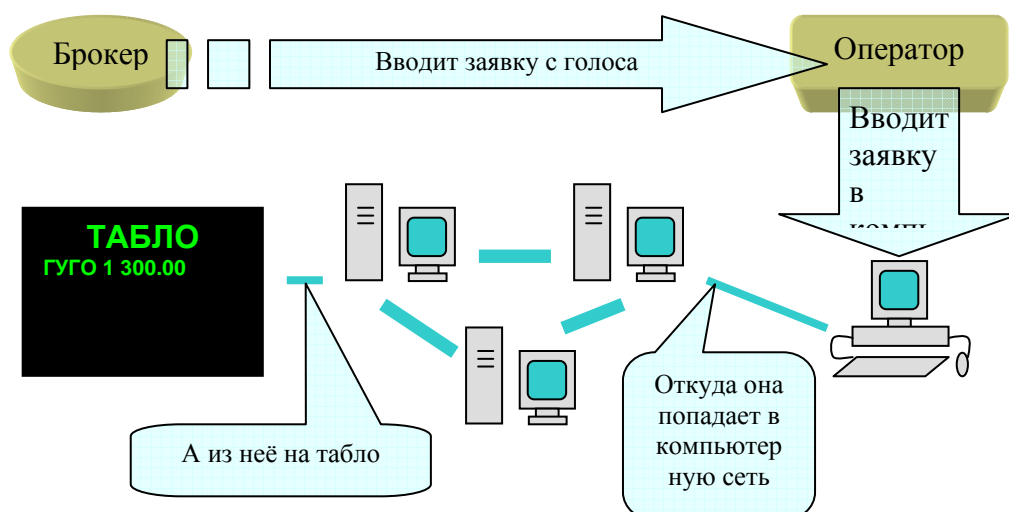 Брокер
Вводит заявку с голоса
Оператор
Вводит
заявку
в
ТАБЛО
ГУГО 1 300.00
Откуда она
попадает в
компьютер
ную сеть
А из неё на табло